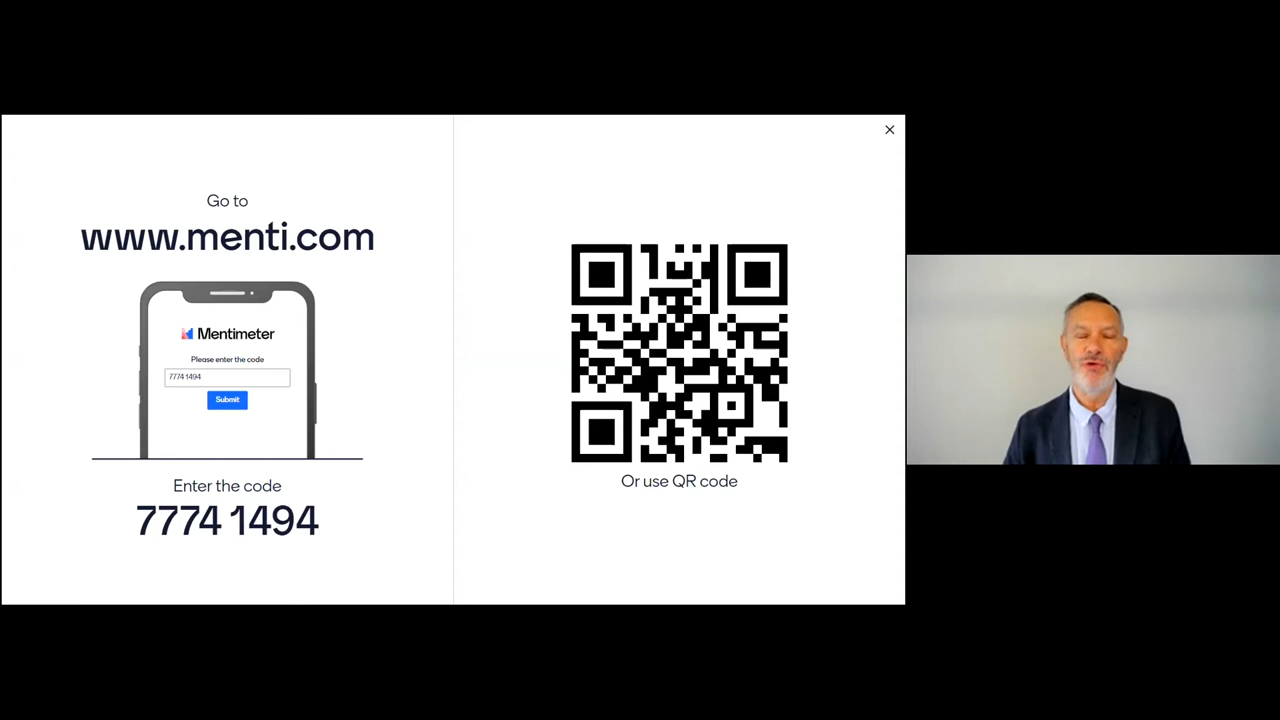 Go to
www.menti.com
Mentimeter
Please enter the code
7774 1494
Submit
Enter the code
7774 1494
Or use QR code